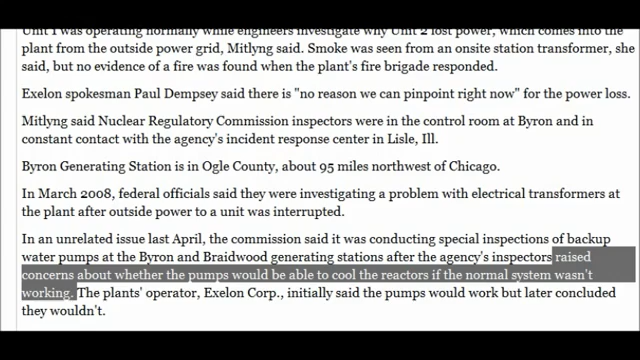 Unit 1 was operating normally while engineers investigate why Unit 2 lost power, which comes into the
plant from the outside power grid, Mitlyng said. Smoke was seen from an onsite station transformer, she
said, but no evidence of a fire was found when the plant's fire brigade responded.
Exelon spokesman Paul Dempsey said there is "no reason we can pinpoint right now" for the power loss.
Mitlyng said Nuclear Regulatory Commission inspectors were in the control room at Byron and in
constant contact with the agency's incident response center in Lisle, Ill.
Byron Generating Station is in Ogle County, about 95 miles northwest of Chicago.
In March 2008, federal officials said they were investigating a problem with electrical transformers at
the plant after outside power to a unit was interrupted.
In an unrelated issue last April, the commission said it was conducting special inspections of backup
water pumps at the Byron and Braidwood generating stations after the agency's inspectors raised
concerns about whether the pumps would be able to cool the reactors if the normal system wasn't
working. The plants' operator, Exelon Corp., initially said the pumps would work but later concluded
they wouldn't.